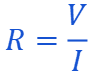 R = V/I